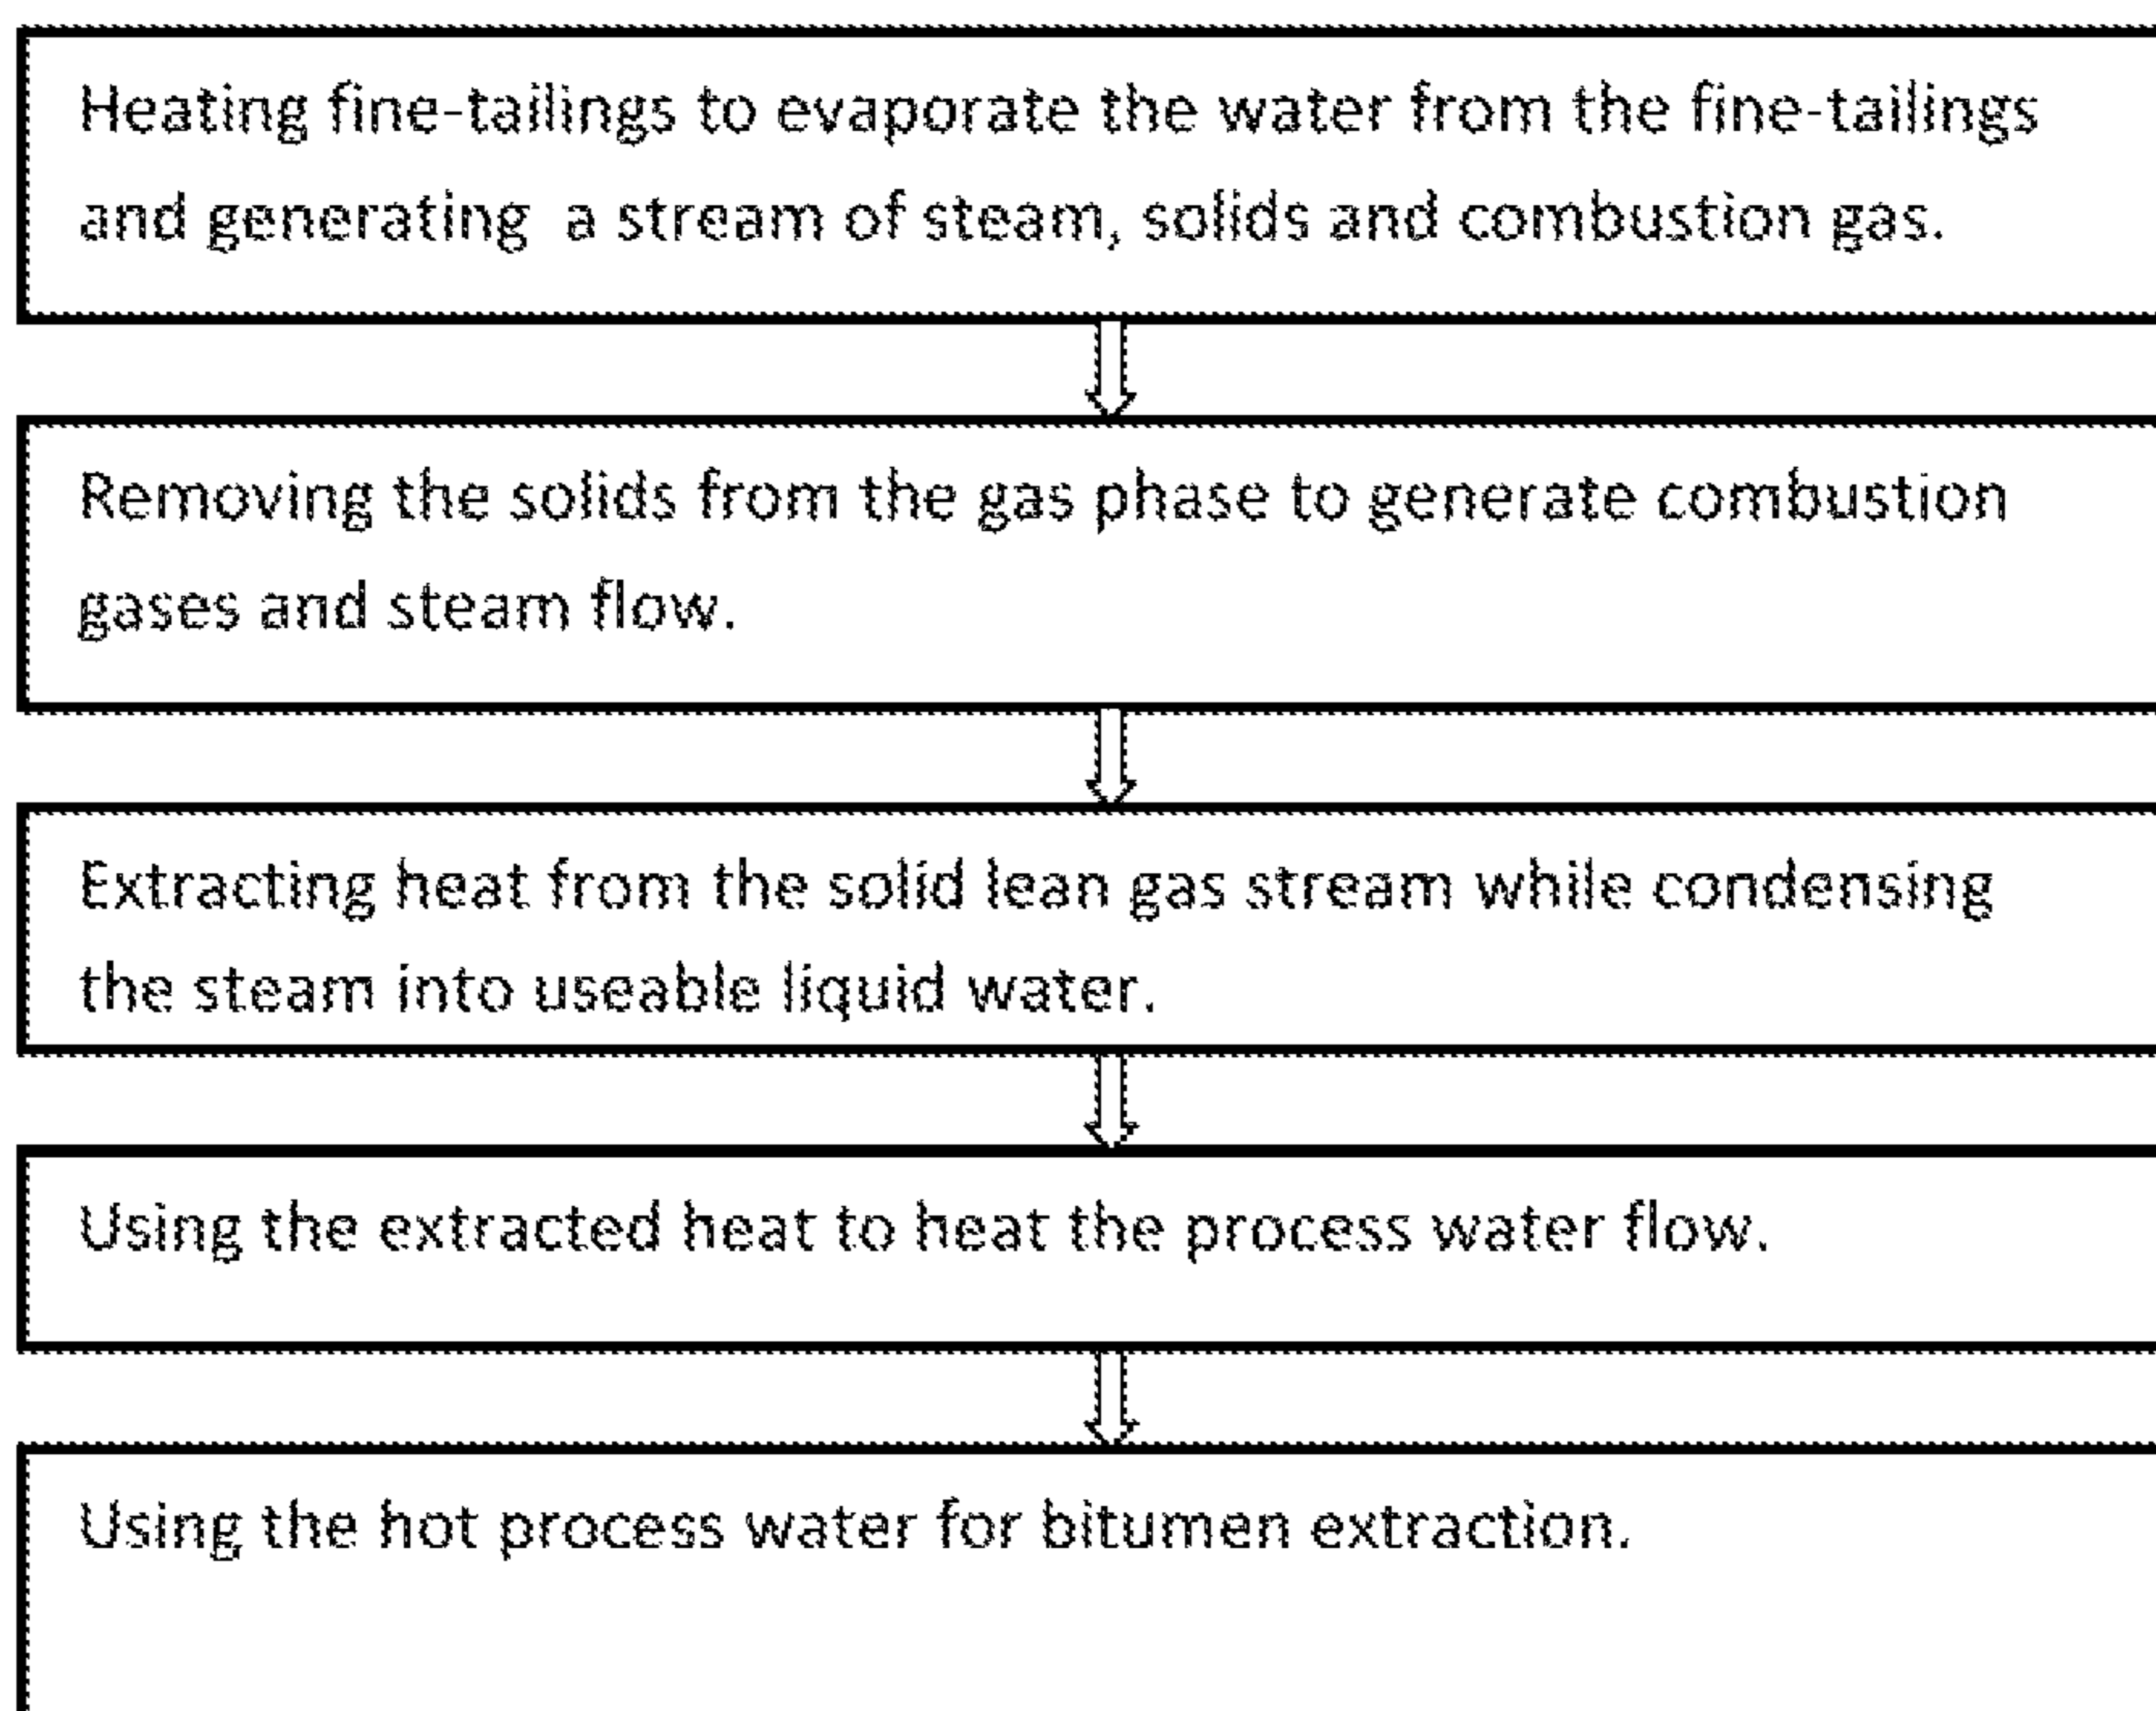 Heating fine-tailings to evaporate the water from the fine-tailings
and generating  a stream of steam, solids and combustion gas.
Removing the solids from the gas phase to generate combustion
gases and steam flow.
Extracting heat from the solid lean gas stream while condensing
the steam into useable liquid water.
Using the extracted heat to heat the process water flow.
Using the hot process water for bitumen extraction.